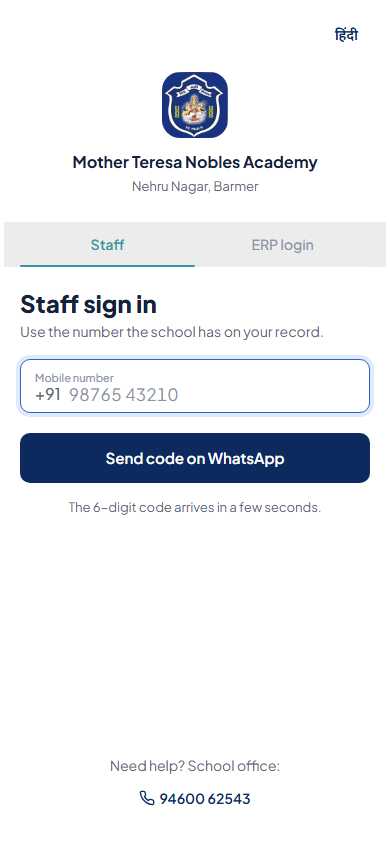 हिंदी
Mother Teresa Nobles Academy
Nehru Nagar, Barmer
Staff
ERP login
Staff sign in
Use the number the school has on your record.
Mobile number
+91 98765 43210
Send code on WhatsApp
The 6-digit code arrives in a few seconds.
Need help? School office:
94600 62543